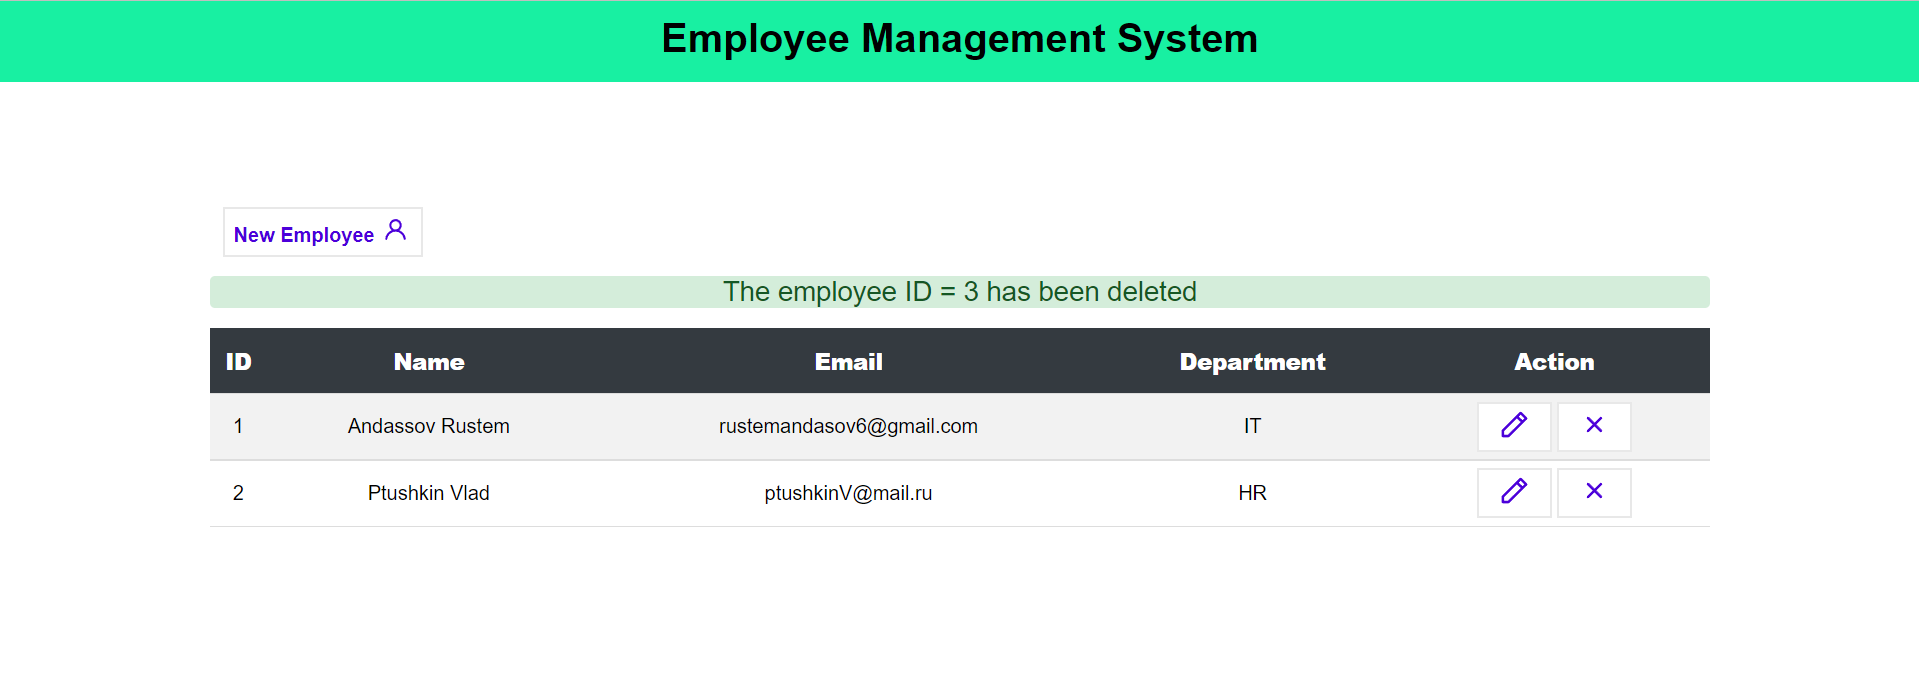 Employee Management System
New Employee
The employee ID = 3 has been deleted
ID Name Email Department Action
1 Andassov Rustem rustemandasov6@gmail.com IT
2 Ptushkin Vlad ptushkinV@mail.ru HR